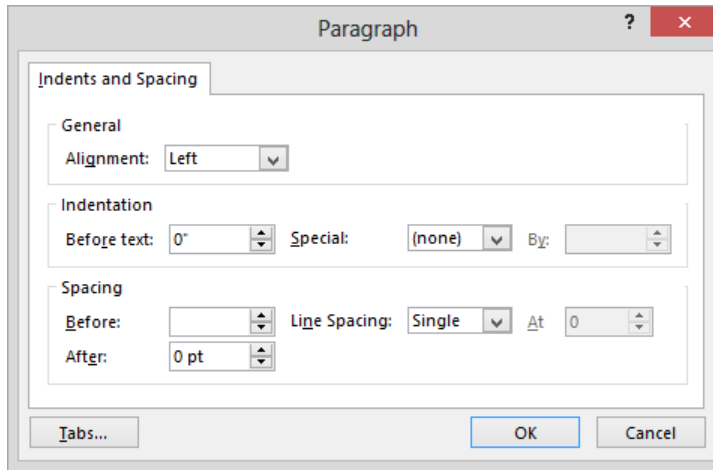 Paragraph ?
Indents and Spacing
General
Alignment: Left
Indentation
Before text: 0" Special: (none) By:
Spacing
Before: Line Spacing: Single At 0
After: 0 pt
Tabs... OK Cancel